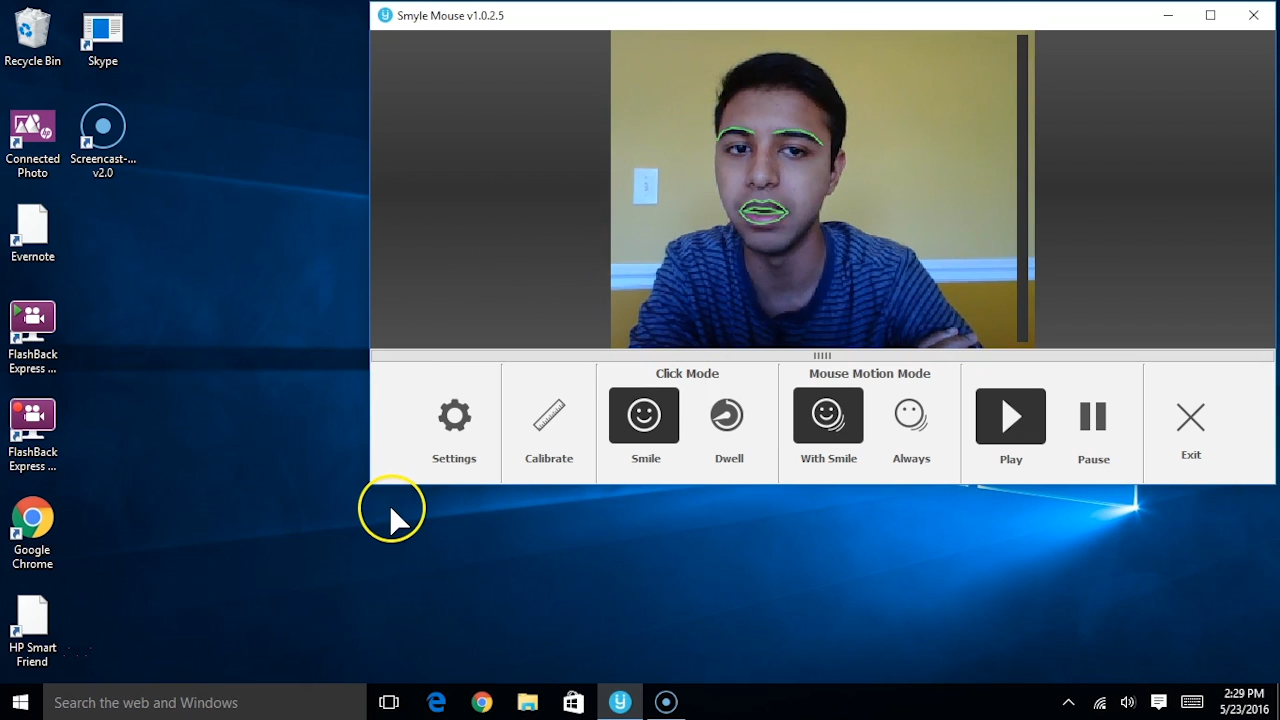 Smyle Mouse v1.0.2.5
Recycle Bin
Skype
Connected
Photo
Screencast-...
v2.0
Evernote
FlashBack
Express ...
FlashBack
Express ...
Google
Chrome
HP Smart
Friend
hp
Click Mode
Mouse Motion Mode
Settings
Calibrate
Smile
Dwell
With Smile
Always
Play
Pause
Exit
Search the web and Windows
2:29 PM
5/23/2016